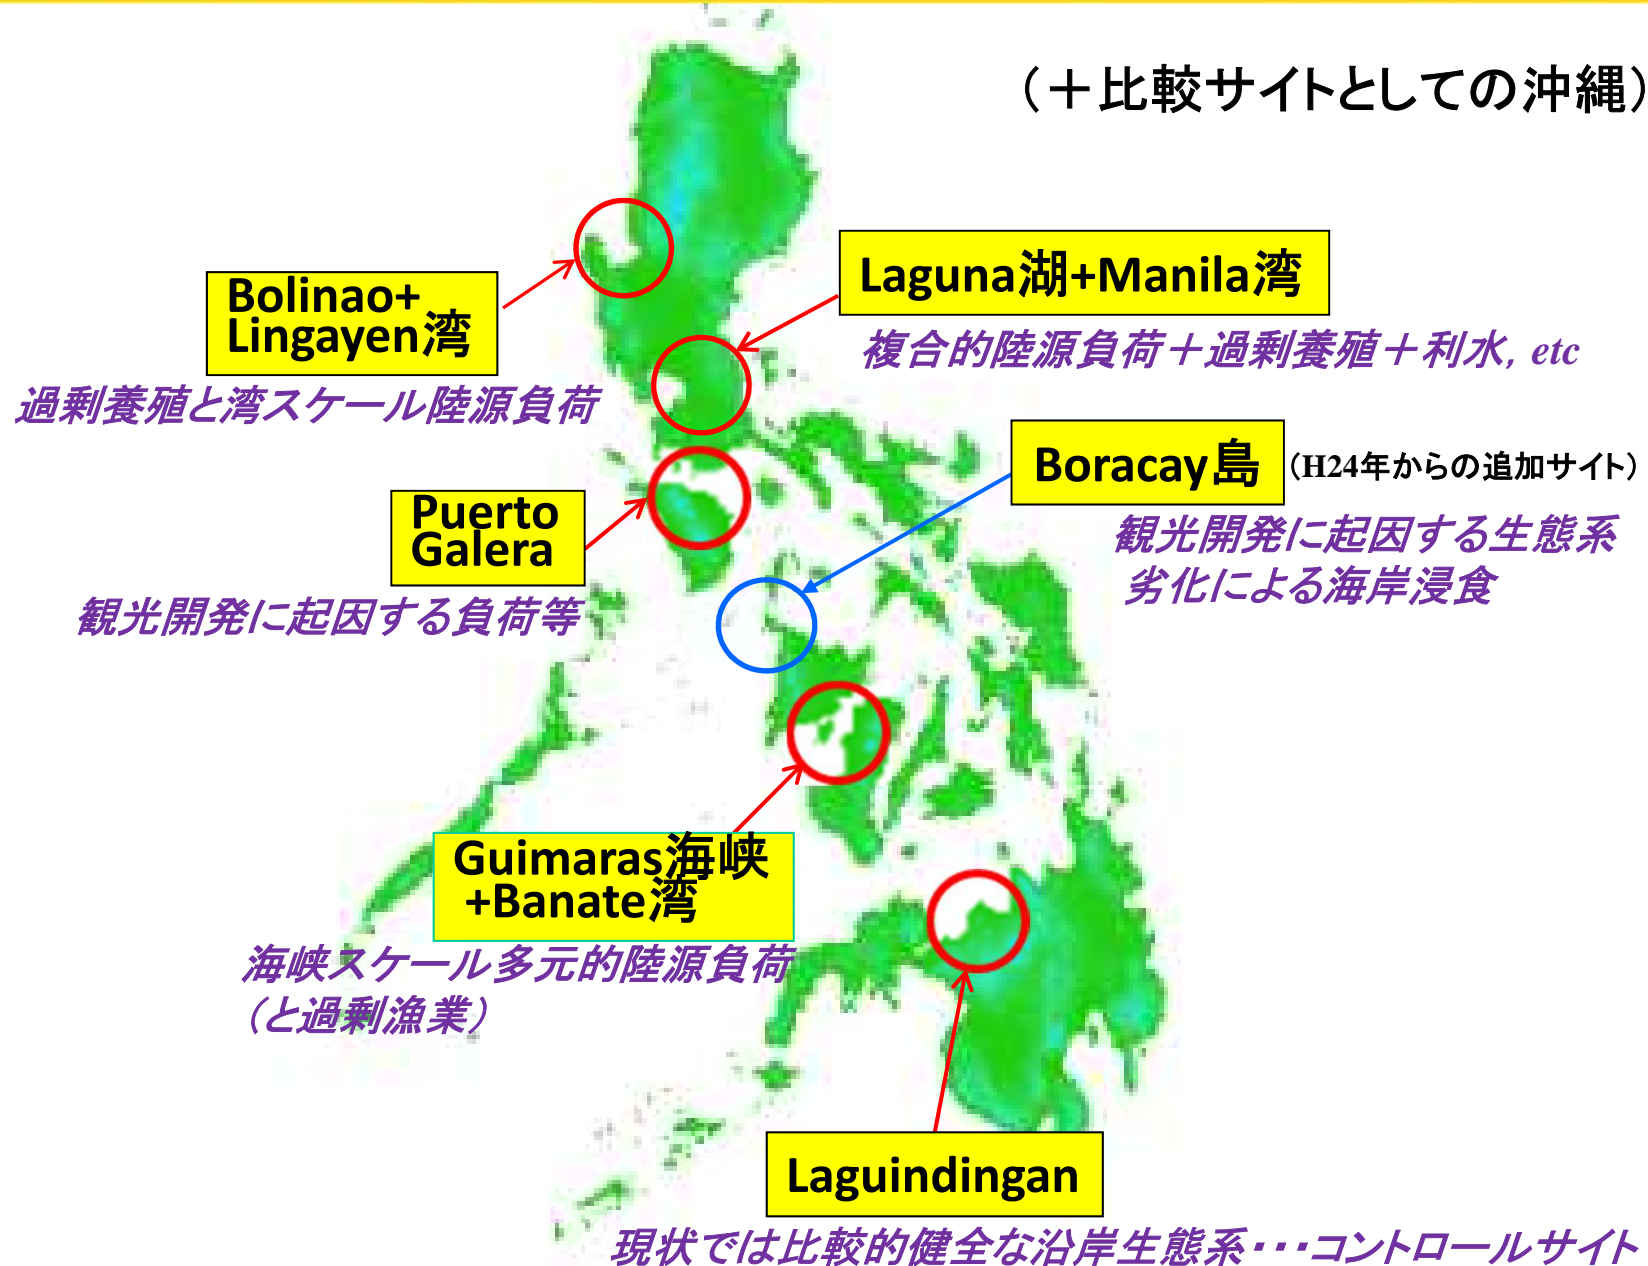 （＋比較サイトとしての沖縄）
Bolinao+
Lingayen湾
過剰養殖と湾スケール陸源負荷
Laguna湖+Manila湾
複合的陸源負荷＋過剰養殖＋利水, etc
Boracay島（H24年からの追加サイト）
観光開発に起因する生態系
劣化による海岸浸食
Puerto
Galera
観光開発に起因する負荷等
Guimaras海峡
+Banate湾
海峡スケール多元的陸源負荷
（と過剰漁業）
Laguindingan
現状では比較的健全な沿岸生態系・・・コントロールサイト